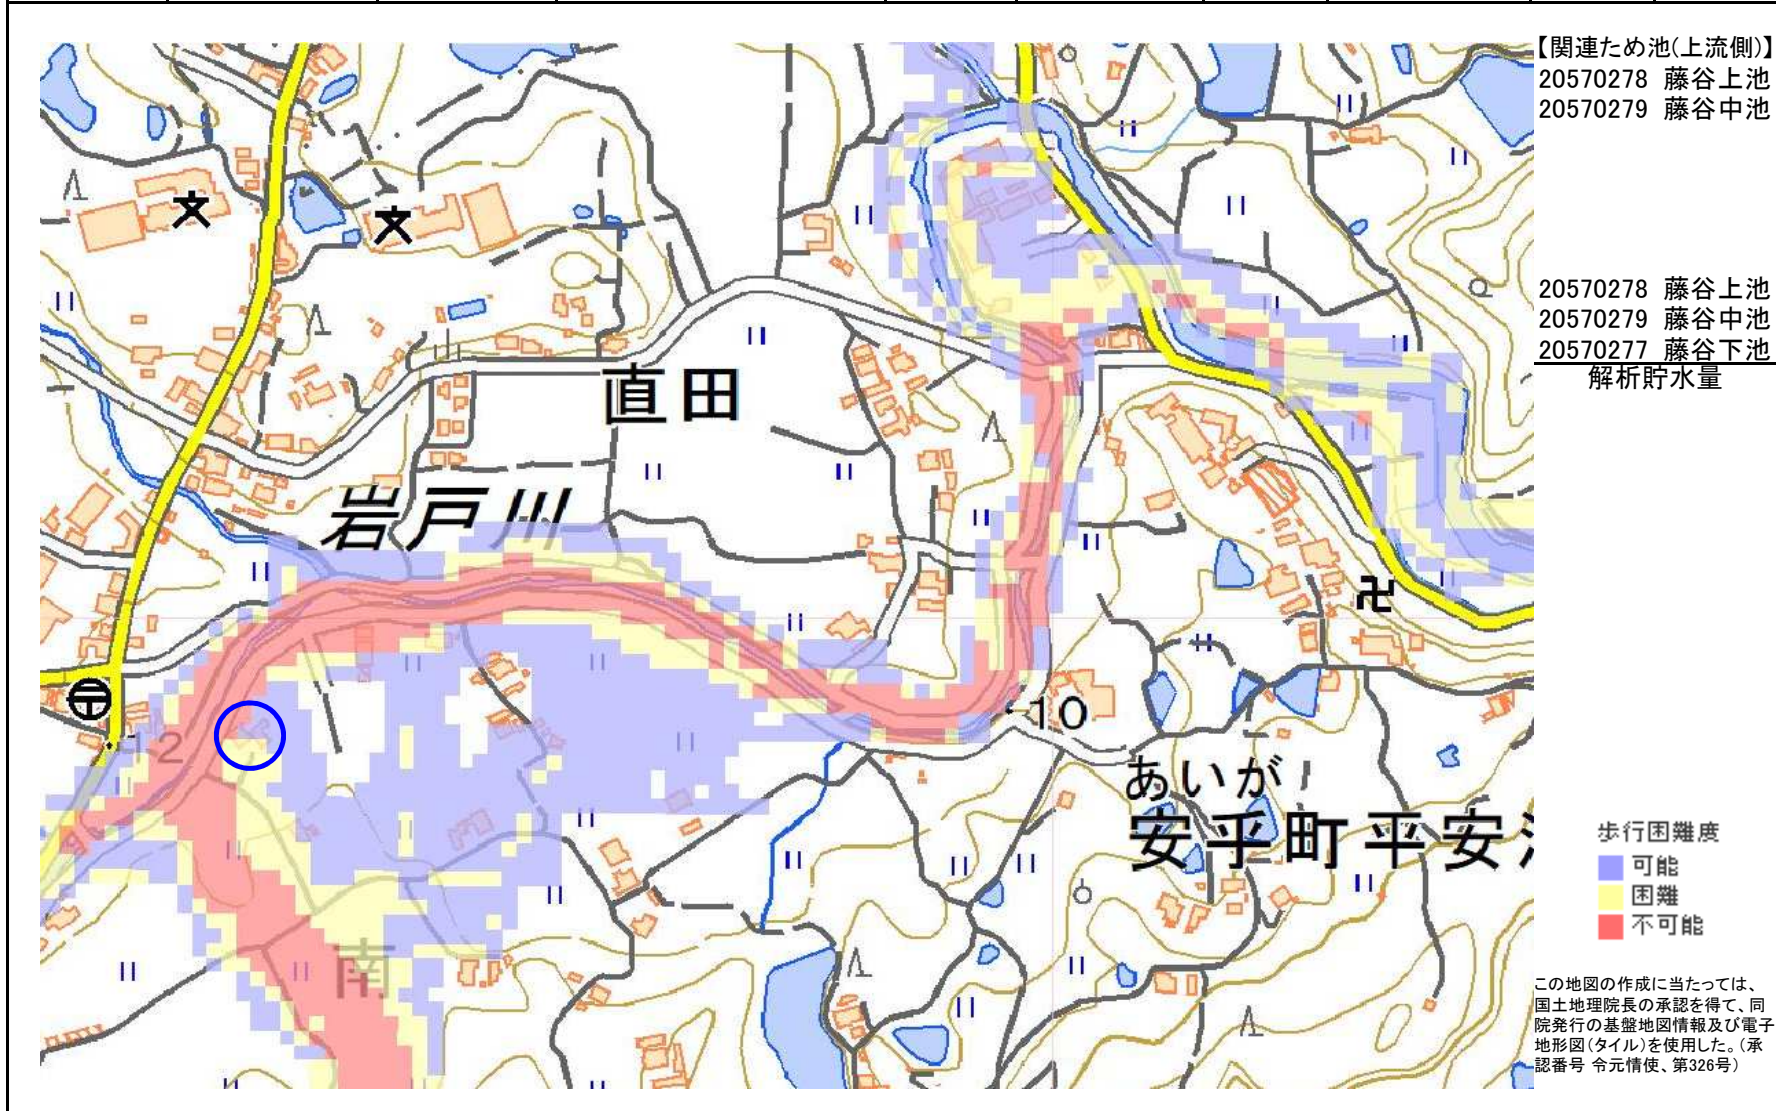 【関連ため池(上流側)】
20570278 藤谷上池
20570279 藤谷中池
20570278 藤谷上池
20570279 藤谷中池
20570277 藤谷下池
解析貯水量
直田
岩戸川
12
10
あいが
安乎町平安
南
歩行困難度
可能
困難
不可能
この地図の作成に当たっては、
国土地理院長の承認を得て、同
院発行の基盤地図情報及び電子
地形図(タイル)を使用した。(承
認番号 令元情使、第326号)